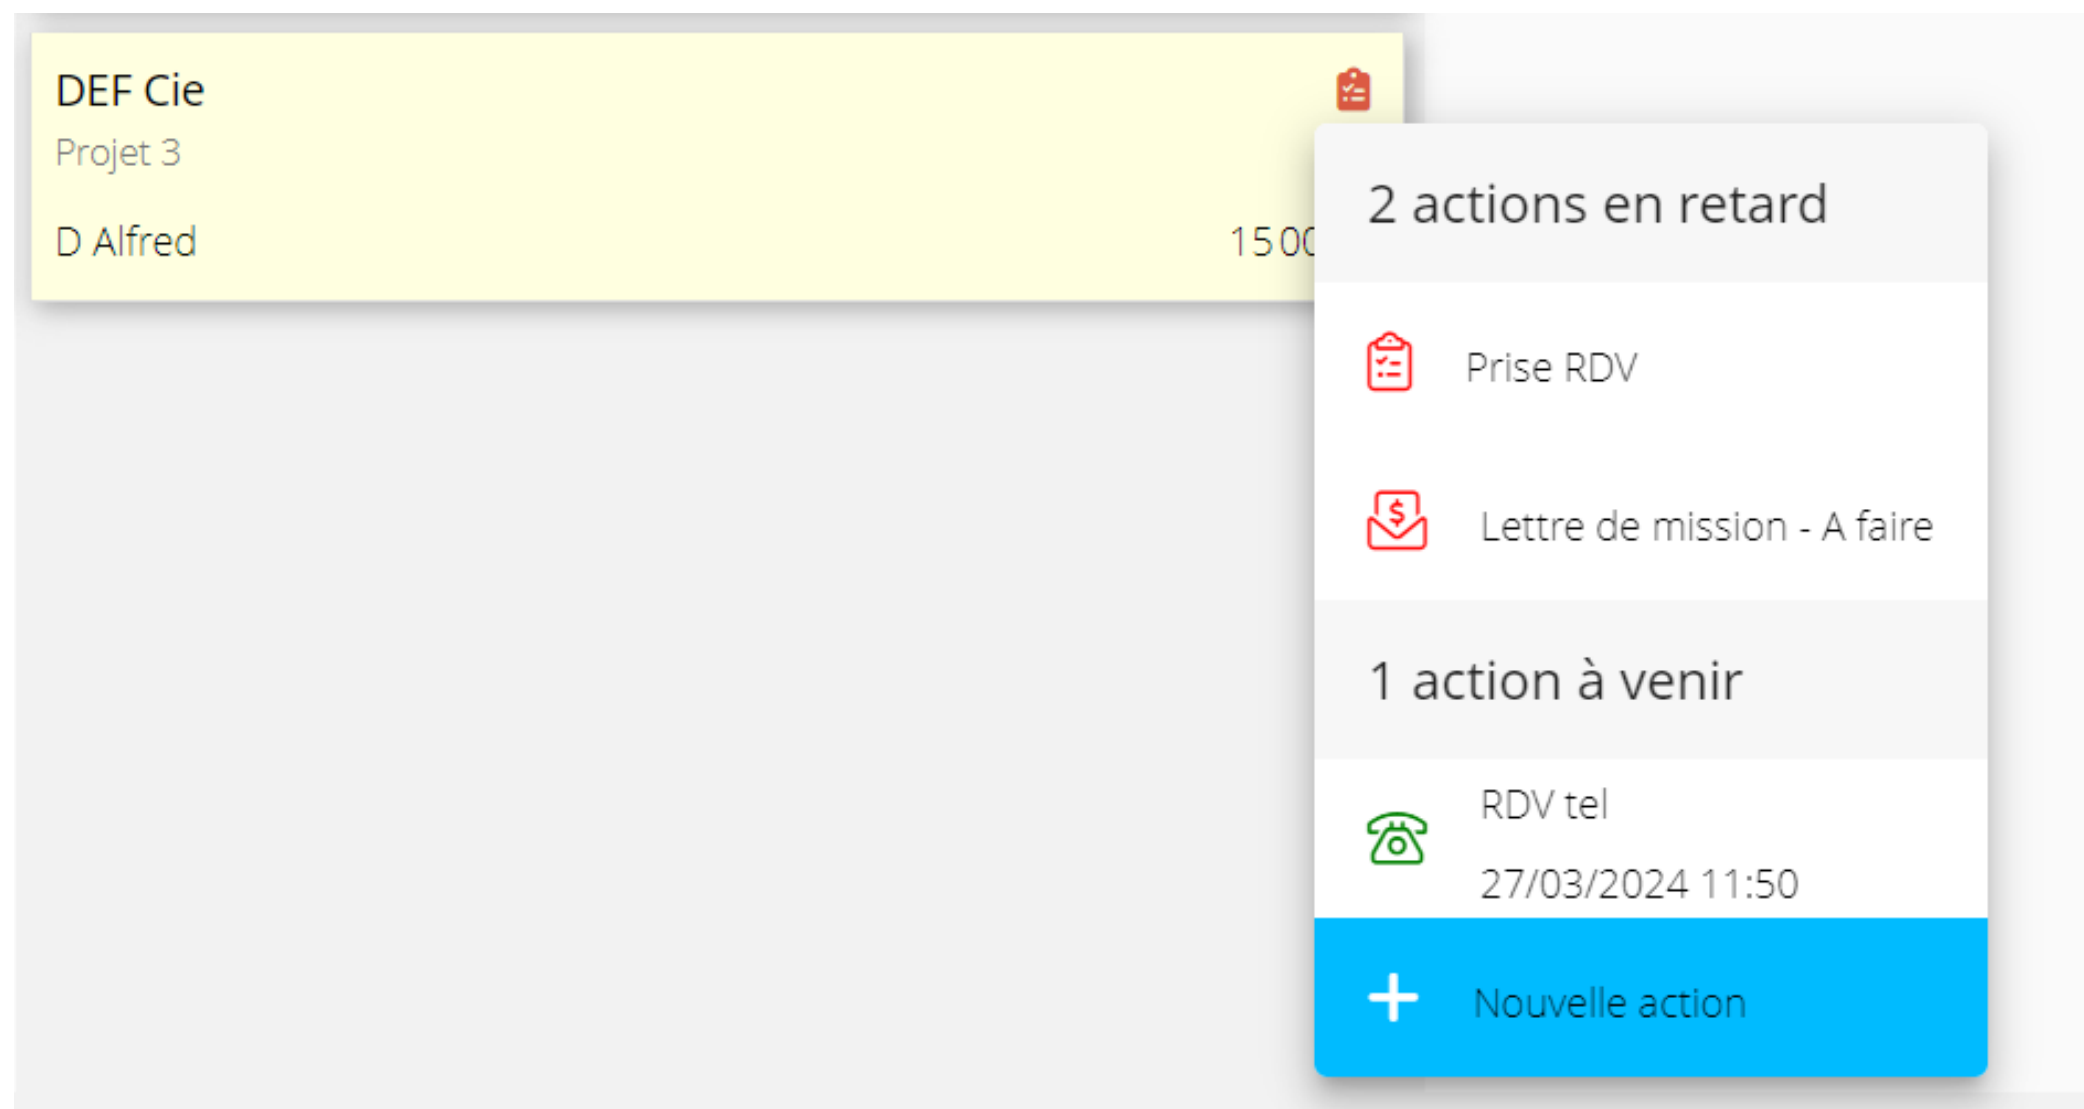 DEF Cie
Projet 3
D Alfred
2 actions en retard
Prise RDV
Lettre de mission - A faire
1 action à venir
RDV tel
27/03/2024 11:50
Nouvelle action